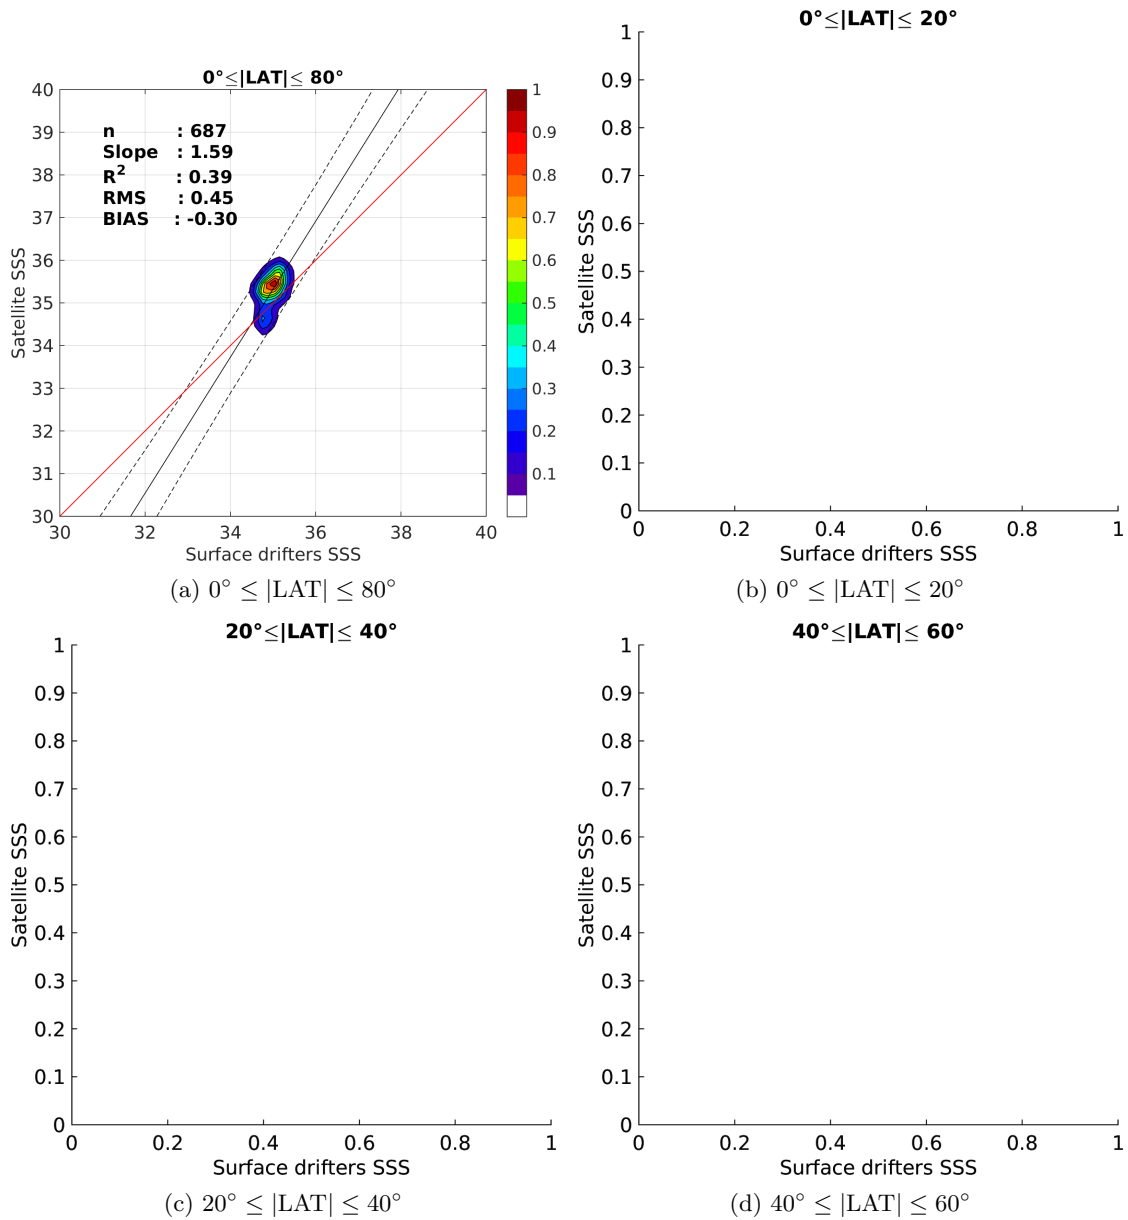 0°≤|LAT|≤ 80°
40
39
38
37
36
35
34
33
32
31
30
n : 687
Slope : 1.59
R2 : 0.39
RMS : 0.45
BIAS : -0.30
Satellite SSS
30 32 34 36 38 40
Surface drifters SSS
1
0.9
0.8
0.7
0.6
0.5
0.4
0.3
0.2
0.1
(a) 0° ≤ |LAT| ≤ 80°
0°≤|LAT|≤ 20°
1
0.9
0.8
0.7
0.6
0.5
0.4
0.3
0.2
0.1
0
Satellite SSS
0 0.2 0.4 0.6 0.8 1
Surface drifters SSS
(b) 0° ≤ |LAT| ≤ 20°
20°≤|LAT|≤ 40°
1
0.9
0.8
0.7
0.6
0.5
0.4
0.3
0.2
0.1
0
Satellite SSS
0 0.2 0.4 0.6 0.8 1
Surface drifters SSS
(c) 20° ≤ |LAT| ≤ 40°
40°≤|LAT|≤ 60°
1
0.9
0.8
0.7
0.6
0.5
0.4
0.3
0.2
0.1
0
Satellite SSS
0 0.2 0.4 0.6 0.8 1
Surface drifters SSS
(d) 40° ≤ |LAT| ≤ 60°